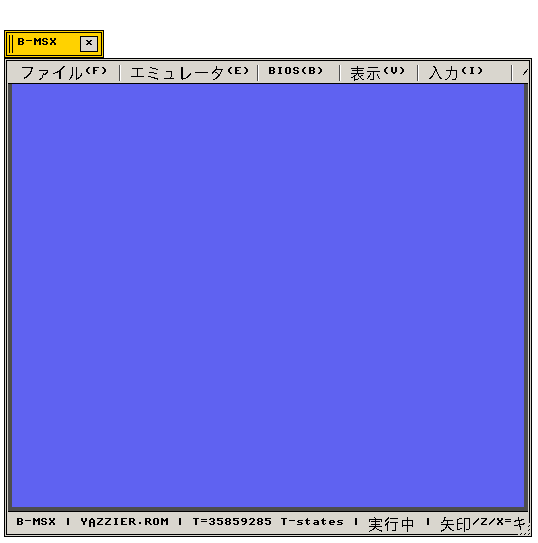 B-MSX
ファイル(F) エミュレータ(E) BIOS(B) 表示(V) 入力(I)
B-MSX | YAZZIER.ROM | T=35859285 T-states | 実行中 | 矢印/Z/X=キ